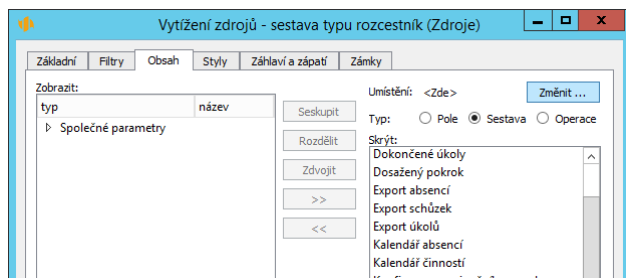 Vytížení zdrojů - sestava typu rozcestník (Zdroje)
Základní Filtry Obsah Styly Záhlaví a zápatí Zámky
Zobrazit:
typ název
Společné parametry
Seskupit
Rozdělit
Zdvojit
>>
<<
Umístění: <Zde> Změnit ...
Typ: Pole Sestava Operace
Skrýt:
Dokončené úkoly
Dosažený pokrok
Export absencí
Export schůzek
Export úkolů
Kalendář absencí
Kalendář činností